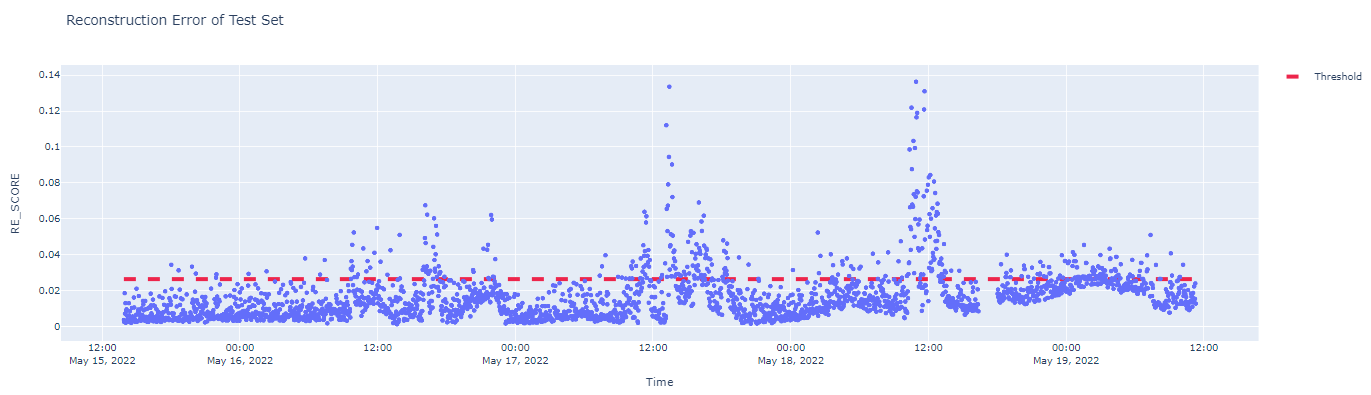 Reconstruction Error of Test Set
0.14
0.12
0.1
0.08
0.06
0.04
0.02
0
RE_SCORE
Threshold
12:00 00:00 12:00 00:00 12:00 00:00 12:00 00:00 12:00
May 15, 2022 May 16, 2022 May 17, 2022 May 18, 2022 May 19, 2022
Time